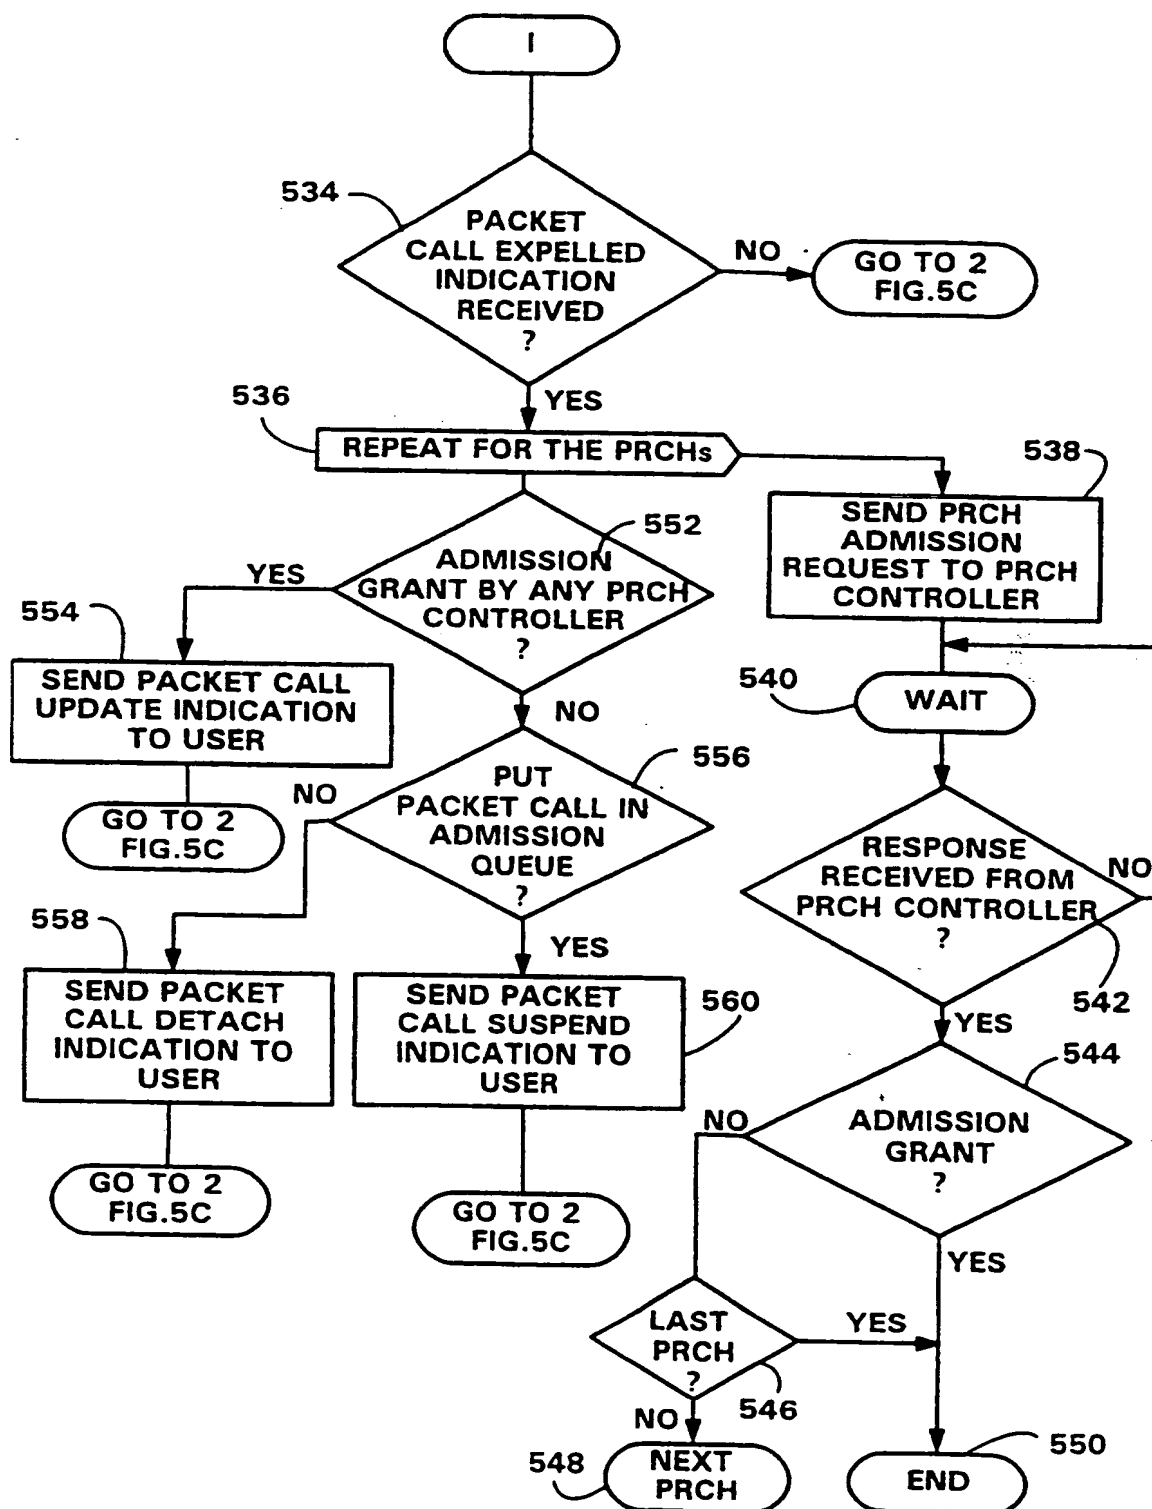 I
534
PACKET
CALL EXPELLED
INDICATION
RECEIVED
?
NO
GO TO 2
FIG.5C
YES
536
REPEAT FOR THE PRCHs
538
SEND PRCH
ADMISSION
REQUEST TO PRCH
CONTROLLER
552
ADMISSION
GRANT BY ANY PRCH
CONTROLLER
?
YES
554
SEND PACKET CALL
UPDATE INDICATION
TO USER
GO TO 2
FIG.5C
NO
540
WAIT
556
PUT
PACKET CALL IN
ADMISSION
QUEUE
?
NO
RESPONSE
RECEIVED FROM
PRCH CONTROLLER
?
NO
542
YES
558
SEND PACKET
CALL DETACH
INDICATION TO
USER
GO TO 2
FIG.5C
YES
SEND PACKET
CALL SUSPEND
INDICATION TO
USER
560
GO TO 2
FIG.5C
544
ADMISSION
GRANT
?
NO
YES
LAST
PRCH
?
YES
546
NO
548
NEXT
PRCH
550
END